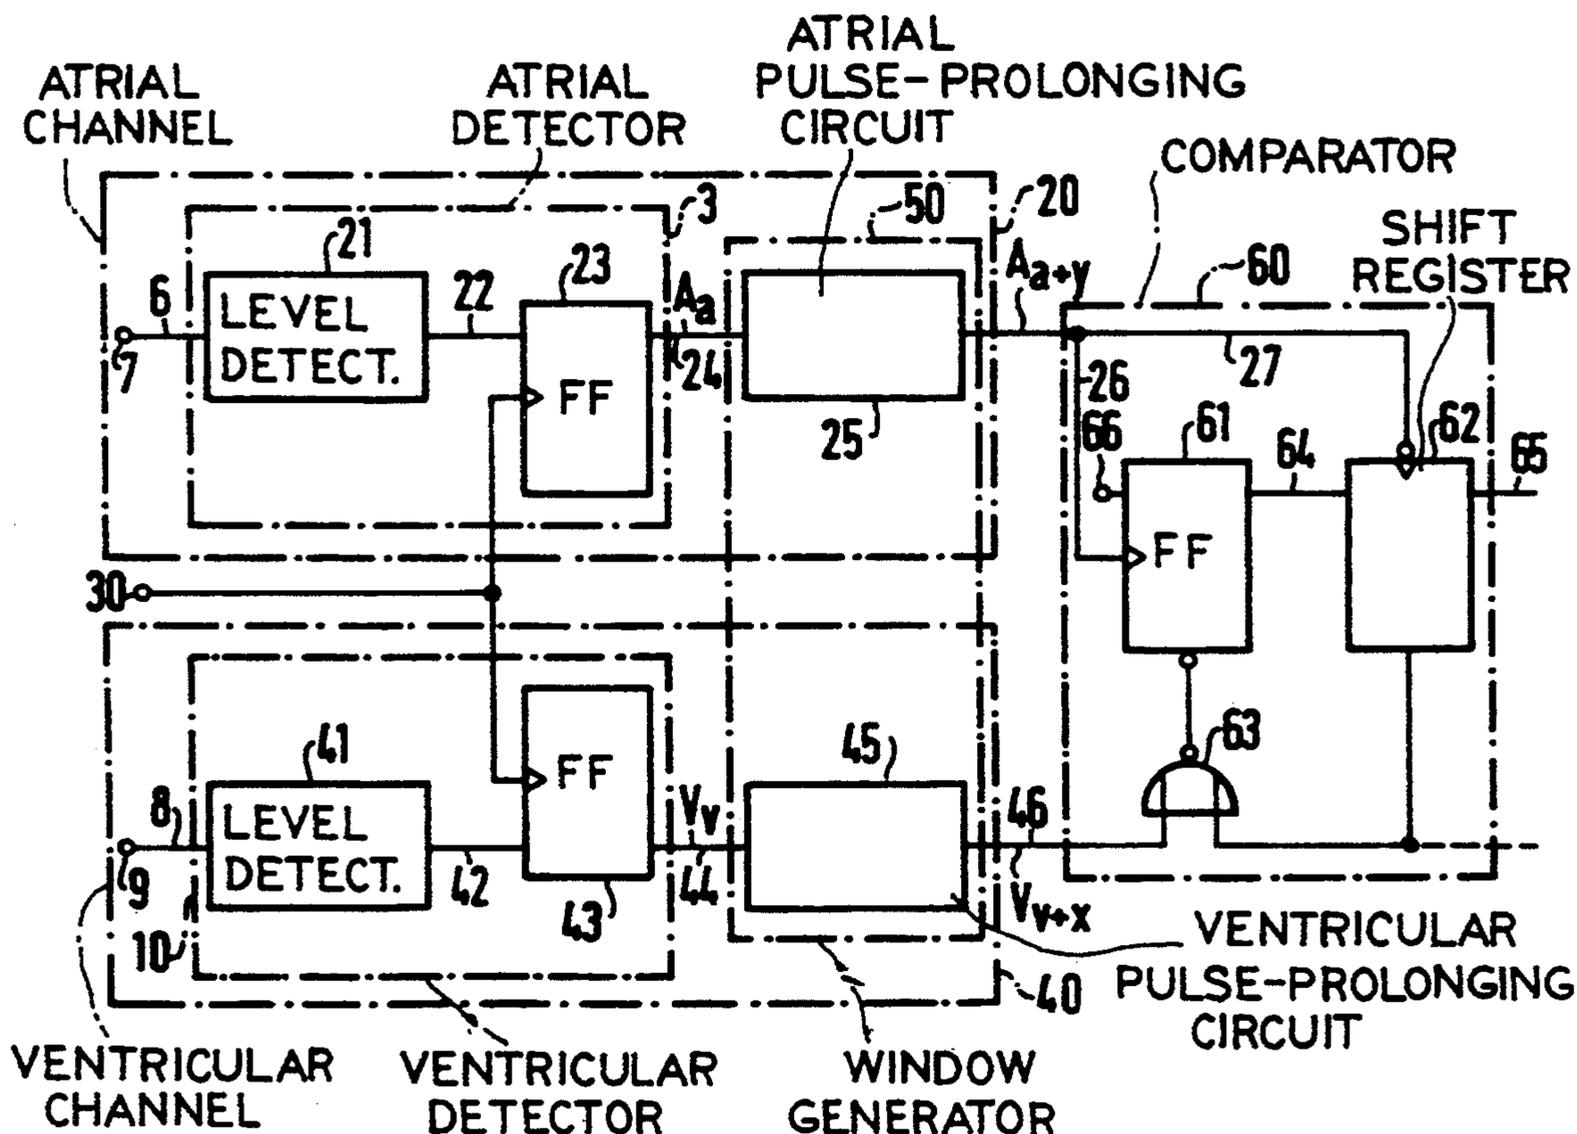 ATRIAL
PULSE-PROLONGING
CIRCUIT
ATRIAL
CHANNEL
ATRIAL
DETECTOR
COMPARATOR
SHIFT
REGISTER
3
50
20
60
21
LEVEL
DETECT.
6
7
22
23
FF
Aa
24
25
Aa+y
26
27
66
61
FF
64
62
65
30
63
41
LEVEL
DETECT.
8
9
10
42
FF
43
Vv
44
45
46
Vv+x
40
VENTRICULAR
PULSE-PROLONGING
CIRCUIT
VENTRICULAR
CHANNEL
VENTRICULAR
DETECTOR
WINDOW
GENERATOR